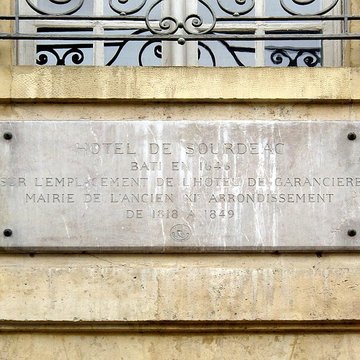 HOTEL DE SOURDEAC
BATI EN 1646
SUR L'EMPLACEMENT DE L'HOTEL DE GARANCIERE
MAIRIE DE L'ANCIEN XIE ARRONDISSEMENT
DE 1818 A 1849